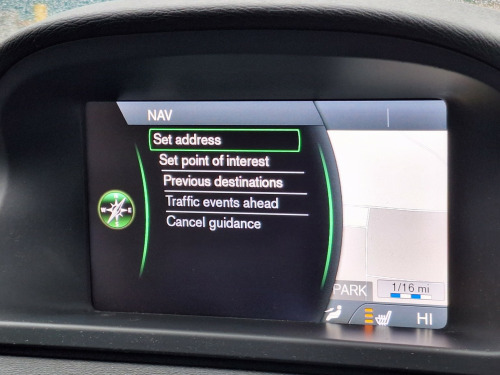 NAV
Set address
Set point of interest
Previous destinations
Traffic events ahead
Cancel guidance
W E
S
PARK
1/16 mi
HI